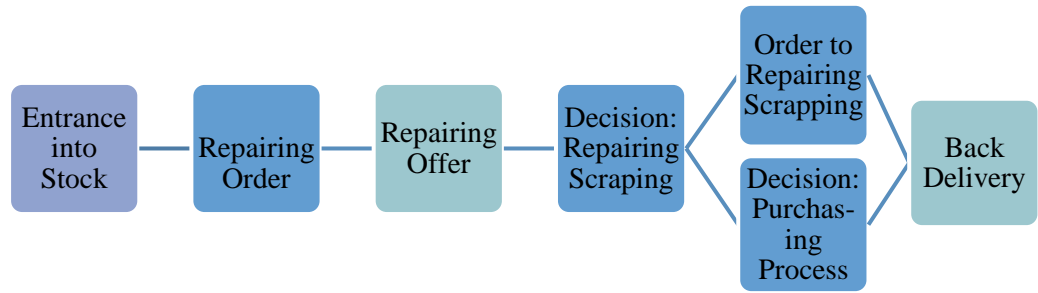 Entrance
into
Stock
Repairing
Order
Repairing
Offer
Decision:
Repairing
Scraping
Order to
Repairing
Scrapping
Decision:
Purchas-
ing
Process
Back
Delivery